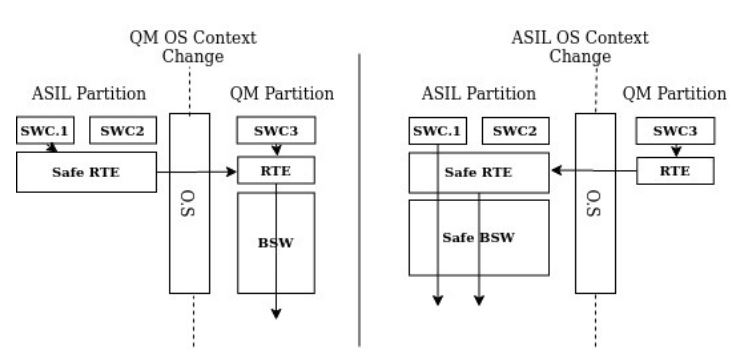 QM OS Context
Change
ASIL Partition
QM Partition
SWC.1
SWC2
SWC3
Safe RTE
RTE
O.S
BSW
ASIL OS Context
Change
ASIL Partition
QM Partition
SWC.1
SWC2
SWC3
Safe RTE
RTE
O.S
Safe BSW